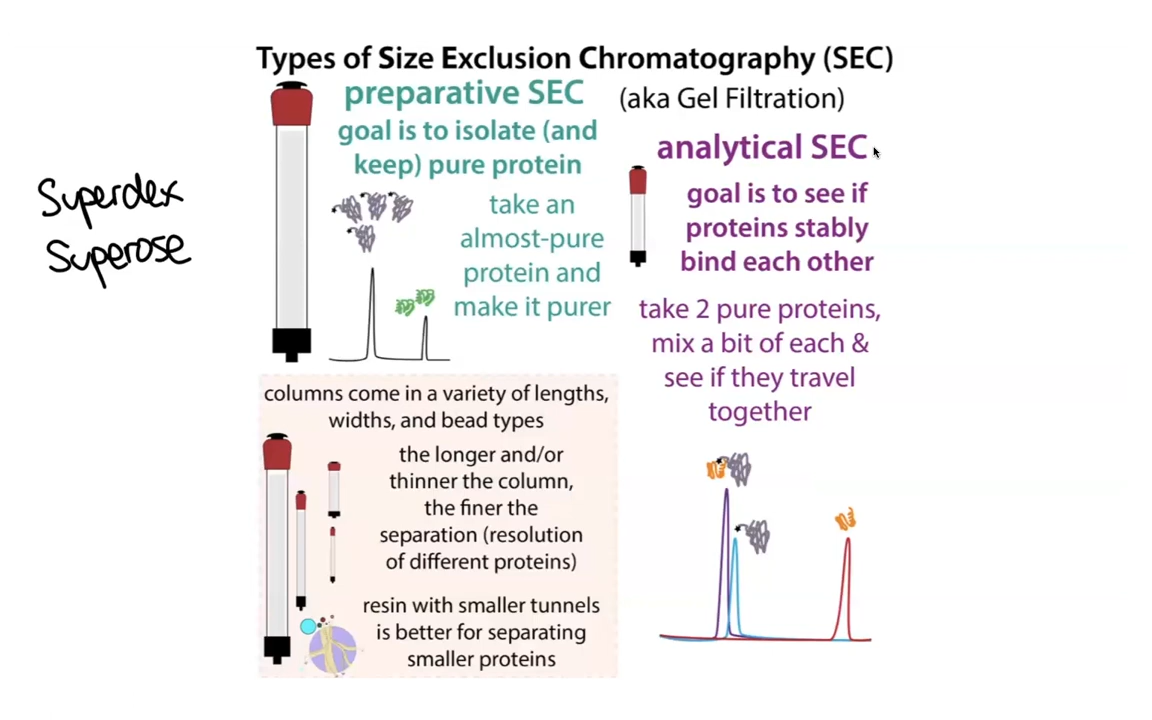 Types of Size Exclusion Chromatography (SEC)
(aka Gel Filtration)
preparative SEC
goal is to isolate (and
keep) pure protein
take an
almost-pure
protein and
make it purer
analytical SEC
goal is to see if
proteins stably
bind each other
take 2 pure proteins,
mix a bit of each &
see if they travel
together
Superdex
Superose
columns come in a variety of lengths,
widths, and bead types
the longer and/or
thinner the column,
the finer the
separation (resolution
of different proteins)
resin with smaller tunnels
is better for separating
smaller proteins